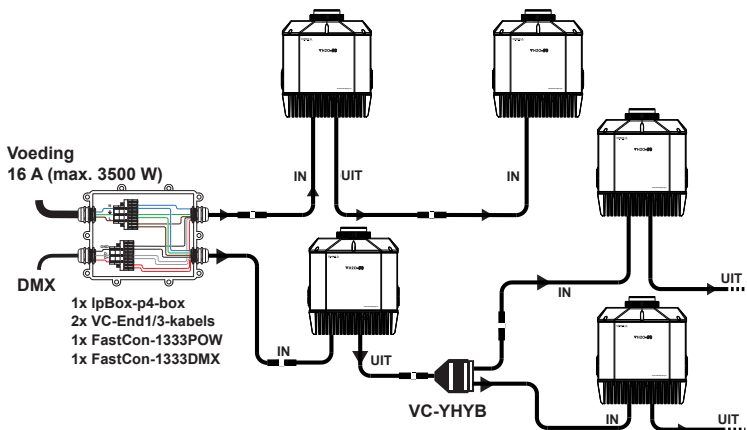 IN
UIT
IN
Voeding
16 A (max. 3500 W)
DMX
1x IpBox-p4-box
2x VC-End1/3-kabels
1x FastCon-1333POW
1x FastCon-1333DMX
IN
UIT
VC-YHYB
IN
UIT
IN
UIT